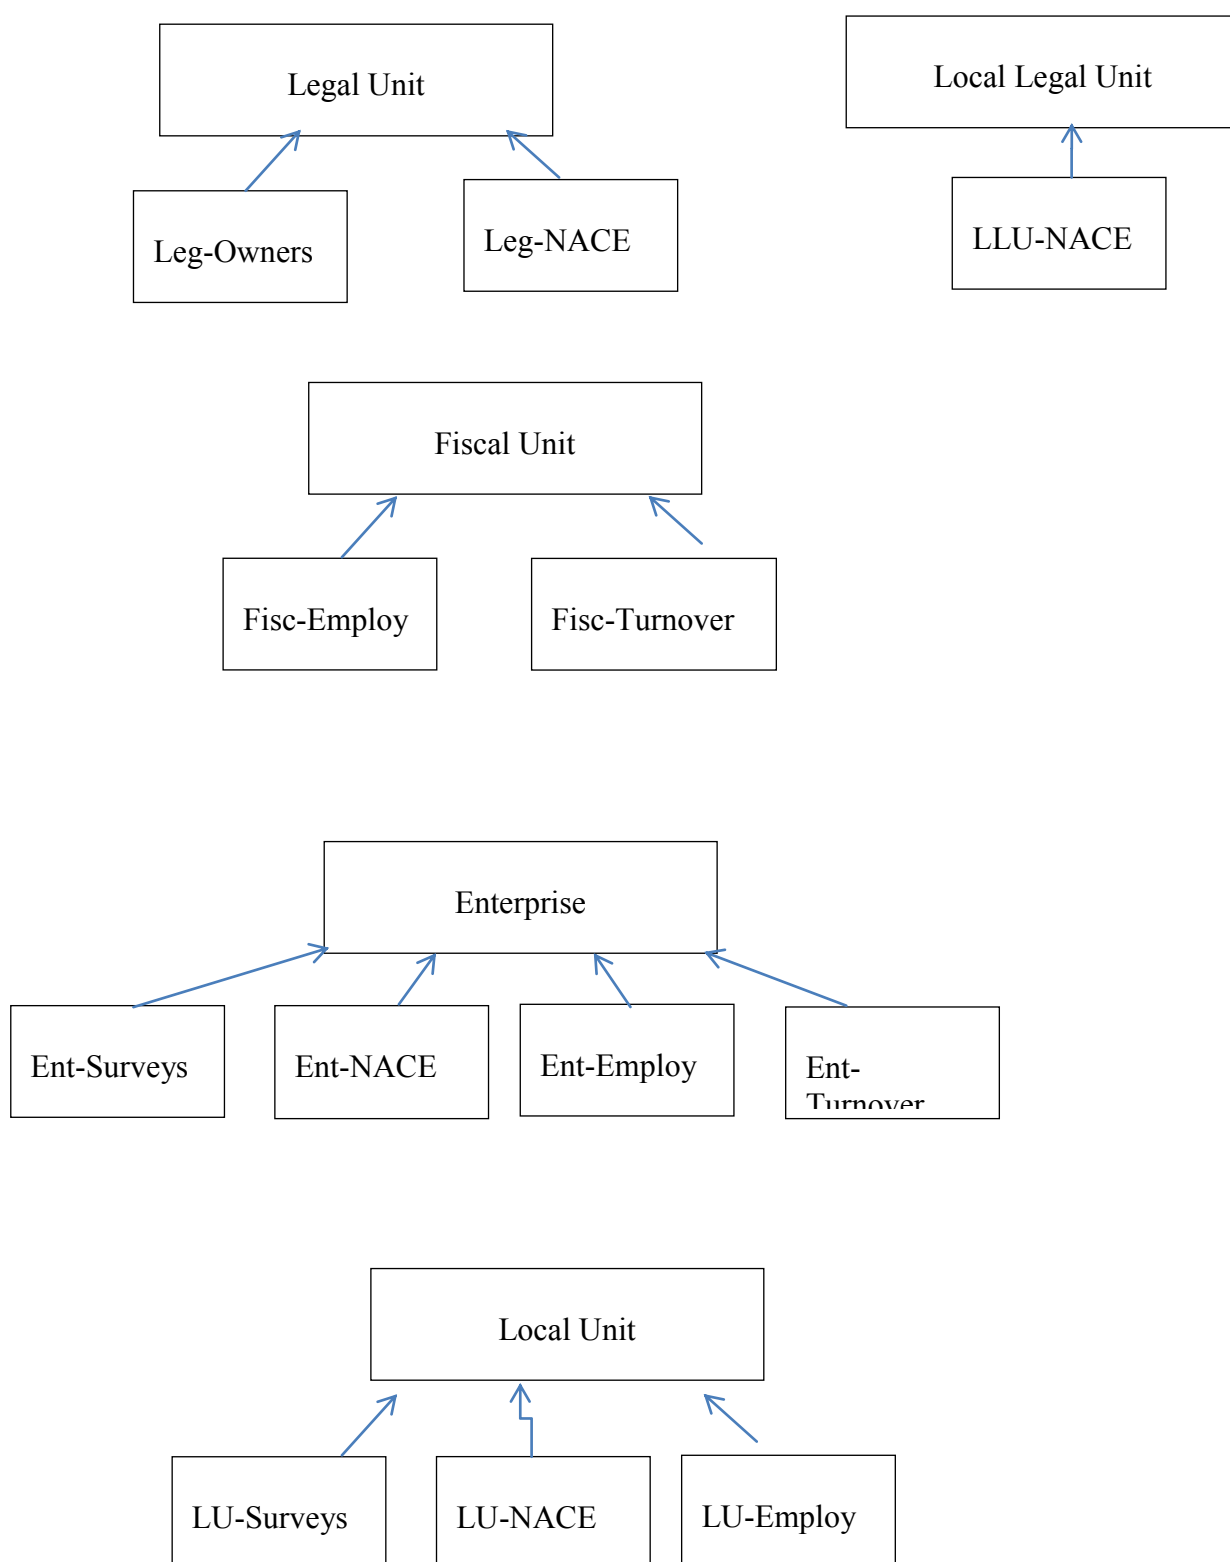 Legal Unit
Local Legal Unit
Leg-Owners
Leg-NACE
LLU-NACE
Fiscal Unit
Fisc-Employ
Fisc-Turnover
Enterprise
Ent-Surveys
Ent-NACE
Ent-Employ
Ent-
Turnover
Local Unit
LU-Surveys
LU-NACE
LU-Employ